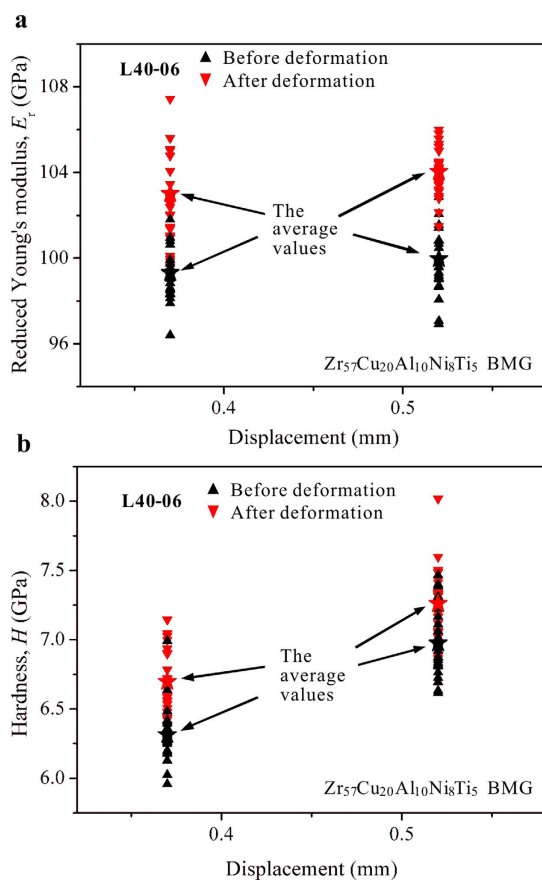 a
L40-06
Before deformation
After deformation
Reduced Young's modulus, Er (GPa)
108
104
100
96
The
average
values
Zr57Cu20Al10Ni8Ti5 BMG
0.4
0.5
Displacement (mm)
b
L40-06
Before deformation
After deformation
Hardness, H (GPa)
8.0
7.5
7.0
6.5
6.0
The
average
values
Zr57Cu20Al10Ni8Ti5 BMG
0.4
0.5
Displacement (mm)